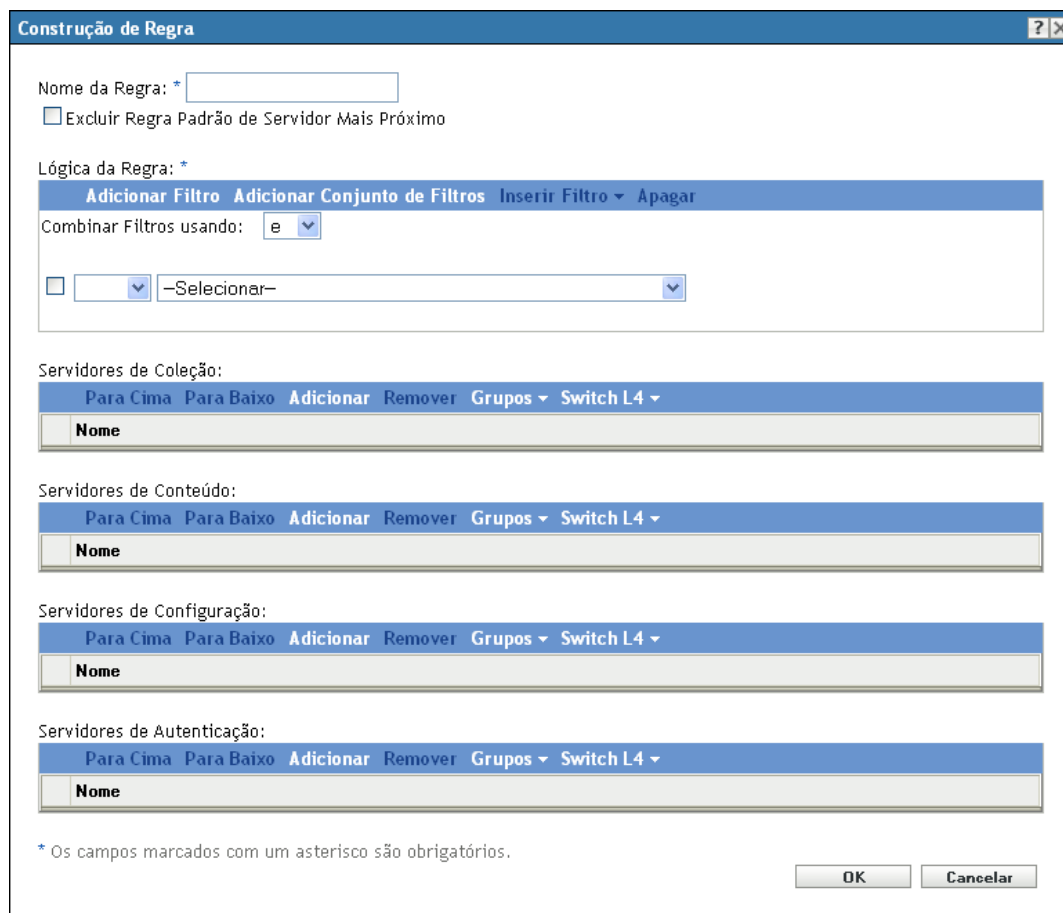 Construção de Regra
Nome da Regra: *
Excluir Regra Padrão de Servidor Mais Próximo
Lógica da Regra: *
Adicionar Filtro Adicionar Conjunto de Filtros Inserir Filtro Apagar
Combinar Filtros usando: e
—Selecionar—
Servidores de Coleção:
Para Cima Para Baixo Adicionar Remover Grupos Switch L4
Nome
Servidores de Conteúdo:
Para Cima Para Baixo Adicionar Remover Grupos Switch L4
Nome
Servidores de Configuração:
Para Cima Para Baixo Adicionar Remover Grupos Switch L4
Nome
Servidores de Autenticação:
Para Cima Para Baixo Adicionar Remover Grupos Switch L4
Nome
* Os campos marcados com um asterisco são obrigatórios.
OK Cancelar